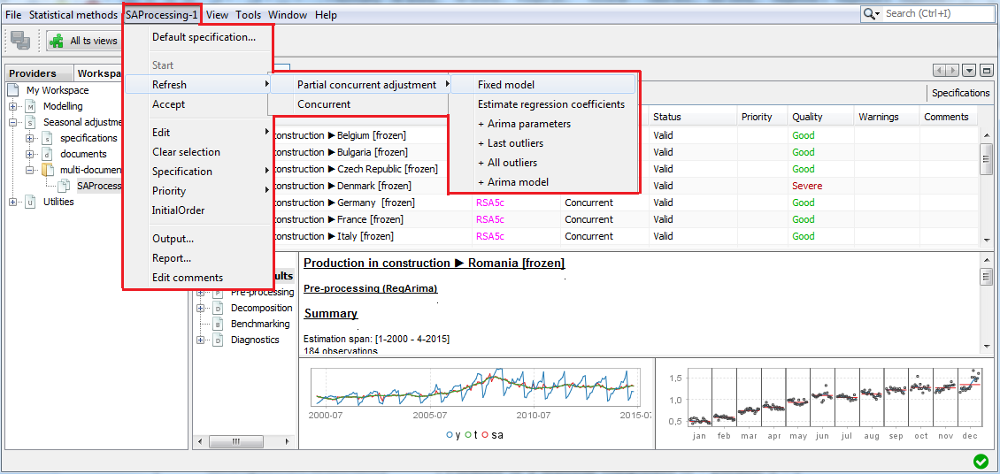 File Statistical methods SAProcessing-1 View Tools Window Help Search (Ctrl+I)
All ts views
Default specification...
Start
Refresh
Accept
Edit
Clear selection
Specification
Priority
InitialOrder
Output...
Report...
Edit comments
Partial concurrent adjustment
Concurrent
Fixed model
Estimate regression coefficients
+ Arima parameters
+ Last outliers
+ All outliers
+ Arima model
Providers Workspa
My Workspace
Modelling
Seasonal adjustme
specifications
documents
multi-documen
SAProcess
Utilities
Specifications
Status Priority Quality Warnings Comments
onstruction ▶ Belgium [frozen] Valid Good
onstruction ▶ Bulgaria [frozen] Valid Good
onstruction ▶ Czech Republic [frozen] Valid Good
onstruction ▶ Denmark [frozen] Valid Severe
onstruction ▶ Germany [frozen] RSA5c Concurrent Valid Good
onstruction ▶ France [frozen] RSA5c Concurrent Valid Good
onstruction ▶ Italy [frozen] RSA5c Concurrent Valid Good
ults
Pre-processing
Decomposition
Benchmarking
Diagnostics
Production in construction ▶ Romania [frozen]
Pre-processing (RegArima)
Summary
Estimation span: [1-2000 - 4-2015]
184 observations
2000-07 2005-07 2010-07 2015-07
y t sa
1,5
1,0
0,5
jan feb mar apr may jun jul aug sep oct nov dec